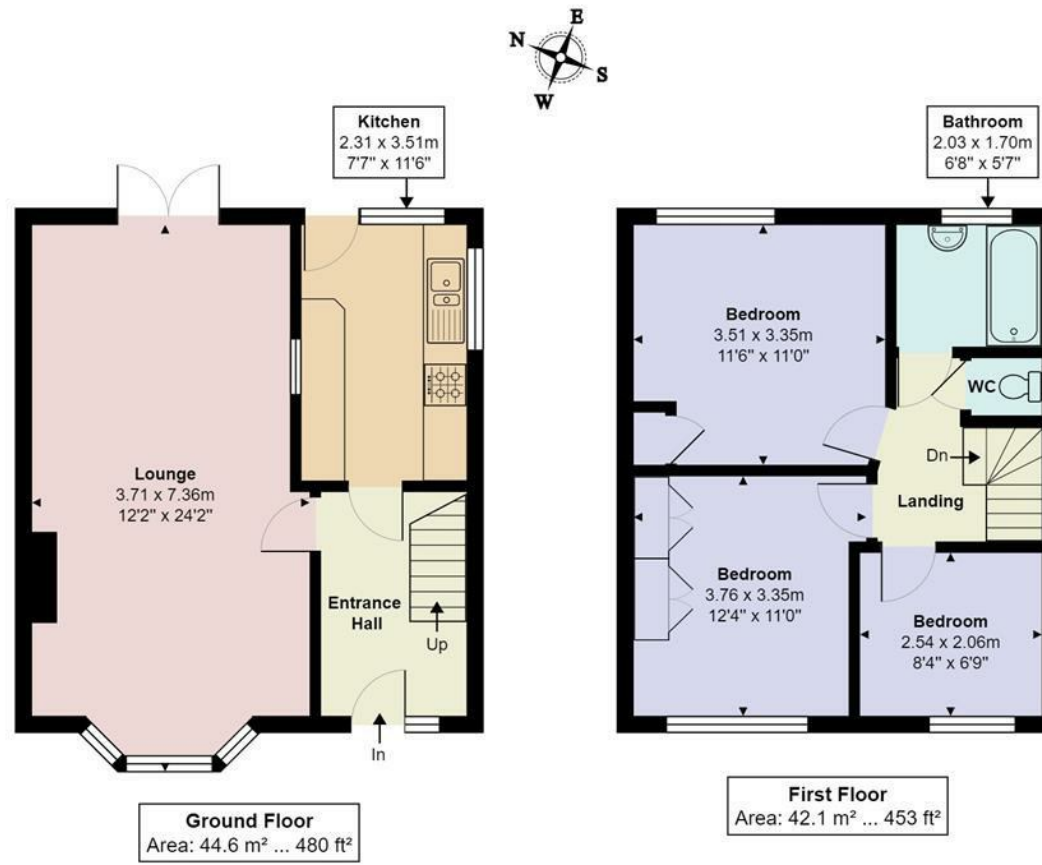 E
N
S
W
Kitchen
2.31 x 3.51m
7'7" x 11'6"
Bathroom
2.03 x 1.70m
6'8" x 5'7"
Lounge
3.71 x 7.36m
12'2" x 24'2"
Entrance
Hall
Up
In
Ground Floor
Area: 44.6 m² ... 480 ft²
Bedroom
3.51 x 3.35m
11'6" x 11'0"
WC
Dn
Landing
Bedroom
3.76 x 3.35m
12'4" x 11'0"
Bedroom
2.54 x 2.06m
8'4" x 6'9"
First Floor
Area: 42.1 m² ... 453 ft²